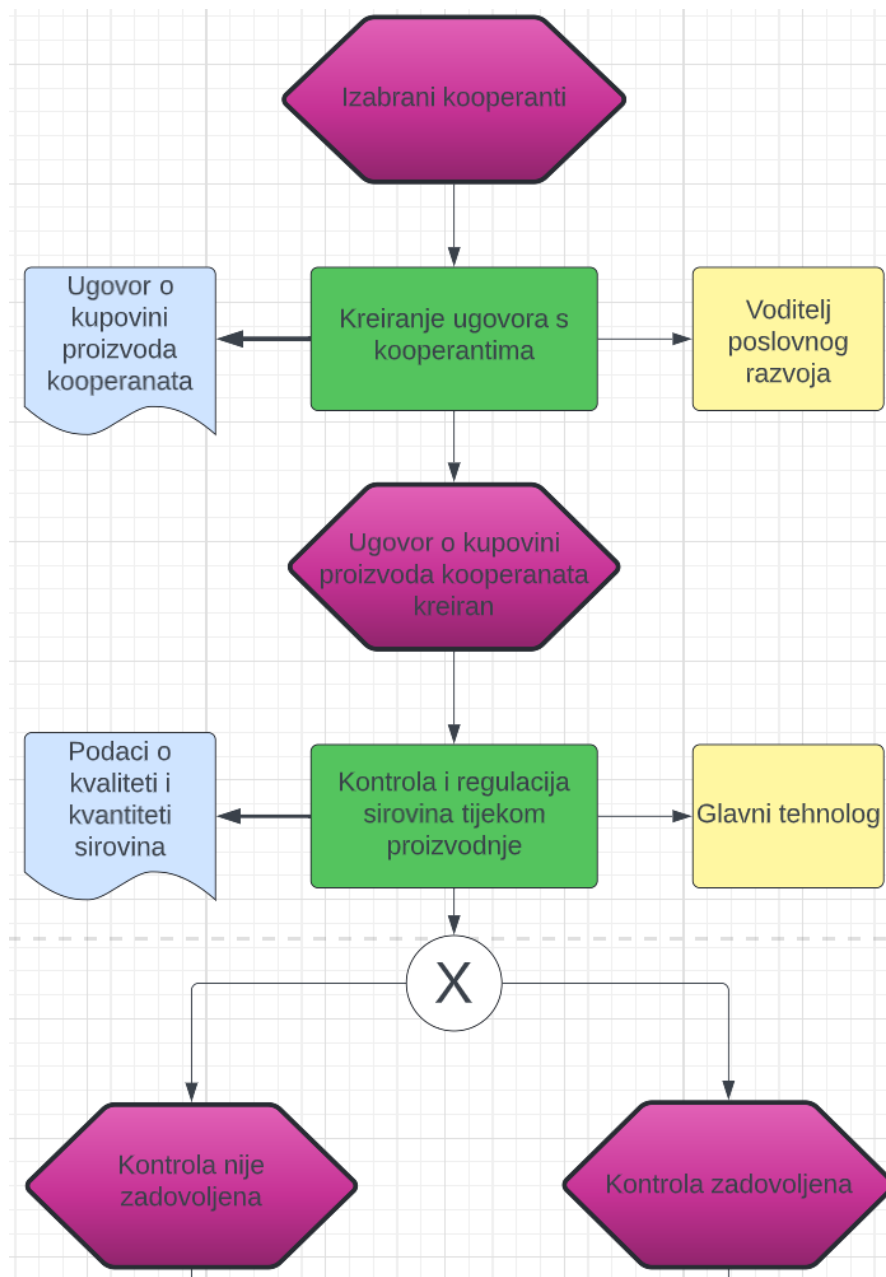 Izabrani kooperanti
Ugovor o
kupovini
proizvoda
kooperanata
Kreiranje ugovora s
kooperantima
Voditelj
poslovnog
razvoja
Ugovor o kupovini
proizvoda kooperanata
kreiran
Podaci o
kvaliteti i
kvantiteti
sirovina
Kontrola i regulacija
sirovina tijekom
proizvodnje
Glavni tehnolog
X
Kontrola nije
zadovoljena
Kontrola zadovoljena